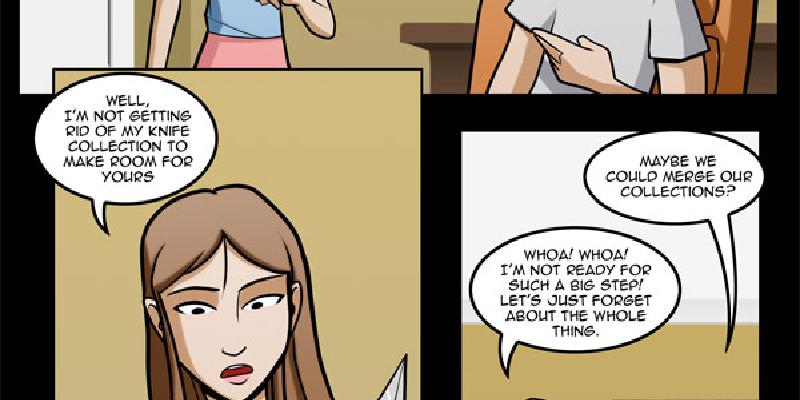 WELL,
I'M NOT GETTING
RID OF MY KNIFE
COLLECTION TO
MAKE ROOM FOR
YOURS
MAYBE WE
COULD MERGE OUR
COLLECTIONS?
WHOA! WHOA!
I'M NOT READY FOR
SUCH A BIG STEP!
LET'S JUST FORGET
ABOUT THE WHOLE
THING.